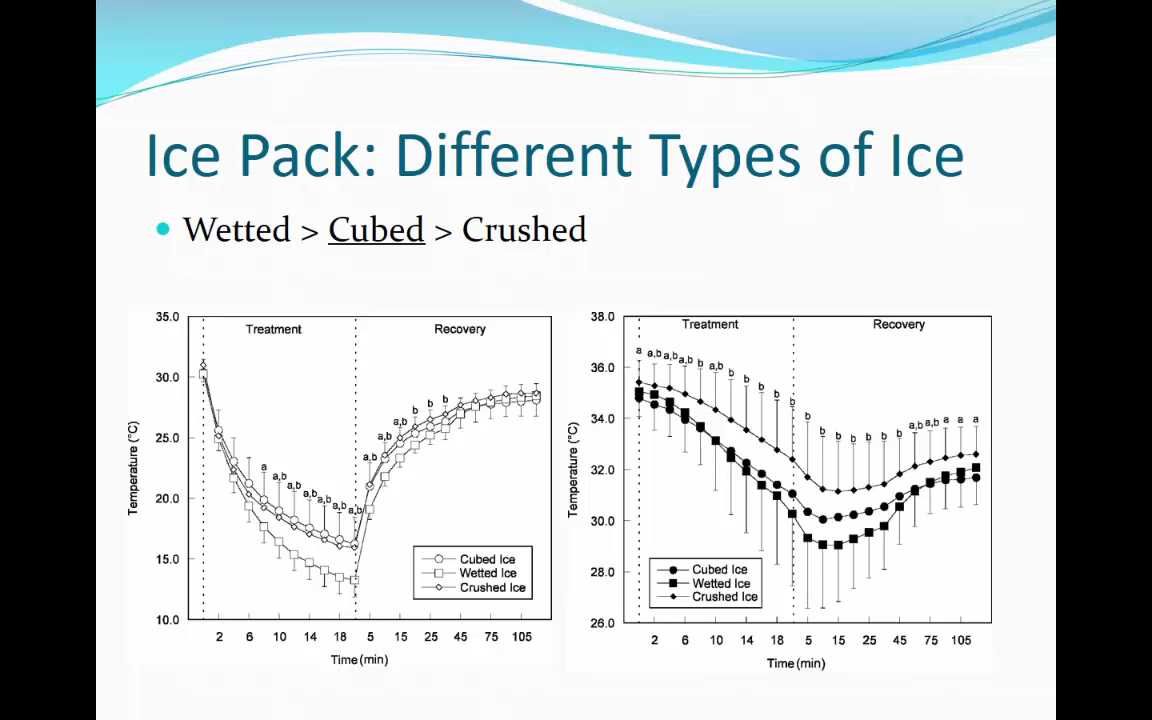 Ice Pack: Different Types of Ice
Wetted > Cubed > Crushed
35.0
30.0
25.0
20.0
15.0
10.0
Temperature (°C)
Treatment
Recovery
a
a,b
a,b
a,b
a,b
a,b
a,b
a,b
a,b
a,b
b
b
b
Cubed Ice
Wetted Ice
Crushed Ice
2 6 10 14 18 5 15 25 45 75 105
Time (min)
38.0
36.0
34.0
32.0
30.0
28.0
26.0
Temperature (°C)
Treatment
Recovery
a
a,b
a,b
a,b
b
a,b
b
b
b
b
b
b
b
b
b
b
b
a,b
a,b
a
a
a
Cubed Ice
Wetted Ice
Crushed Ice
2 6 10 14 18 5 15 25 45 75 105
Time (min)